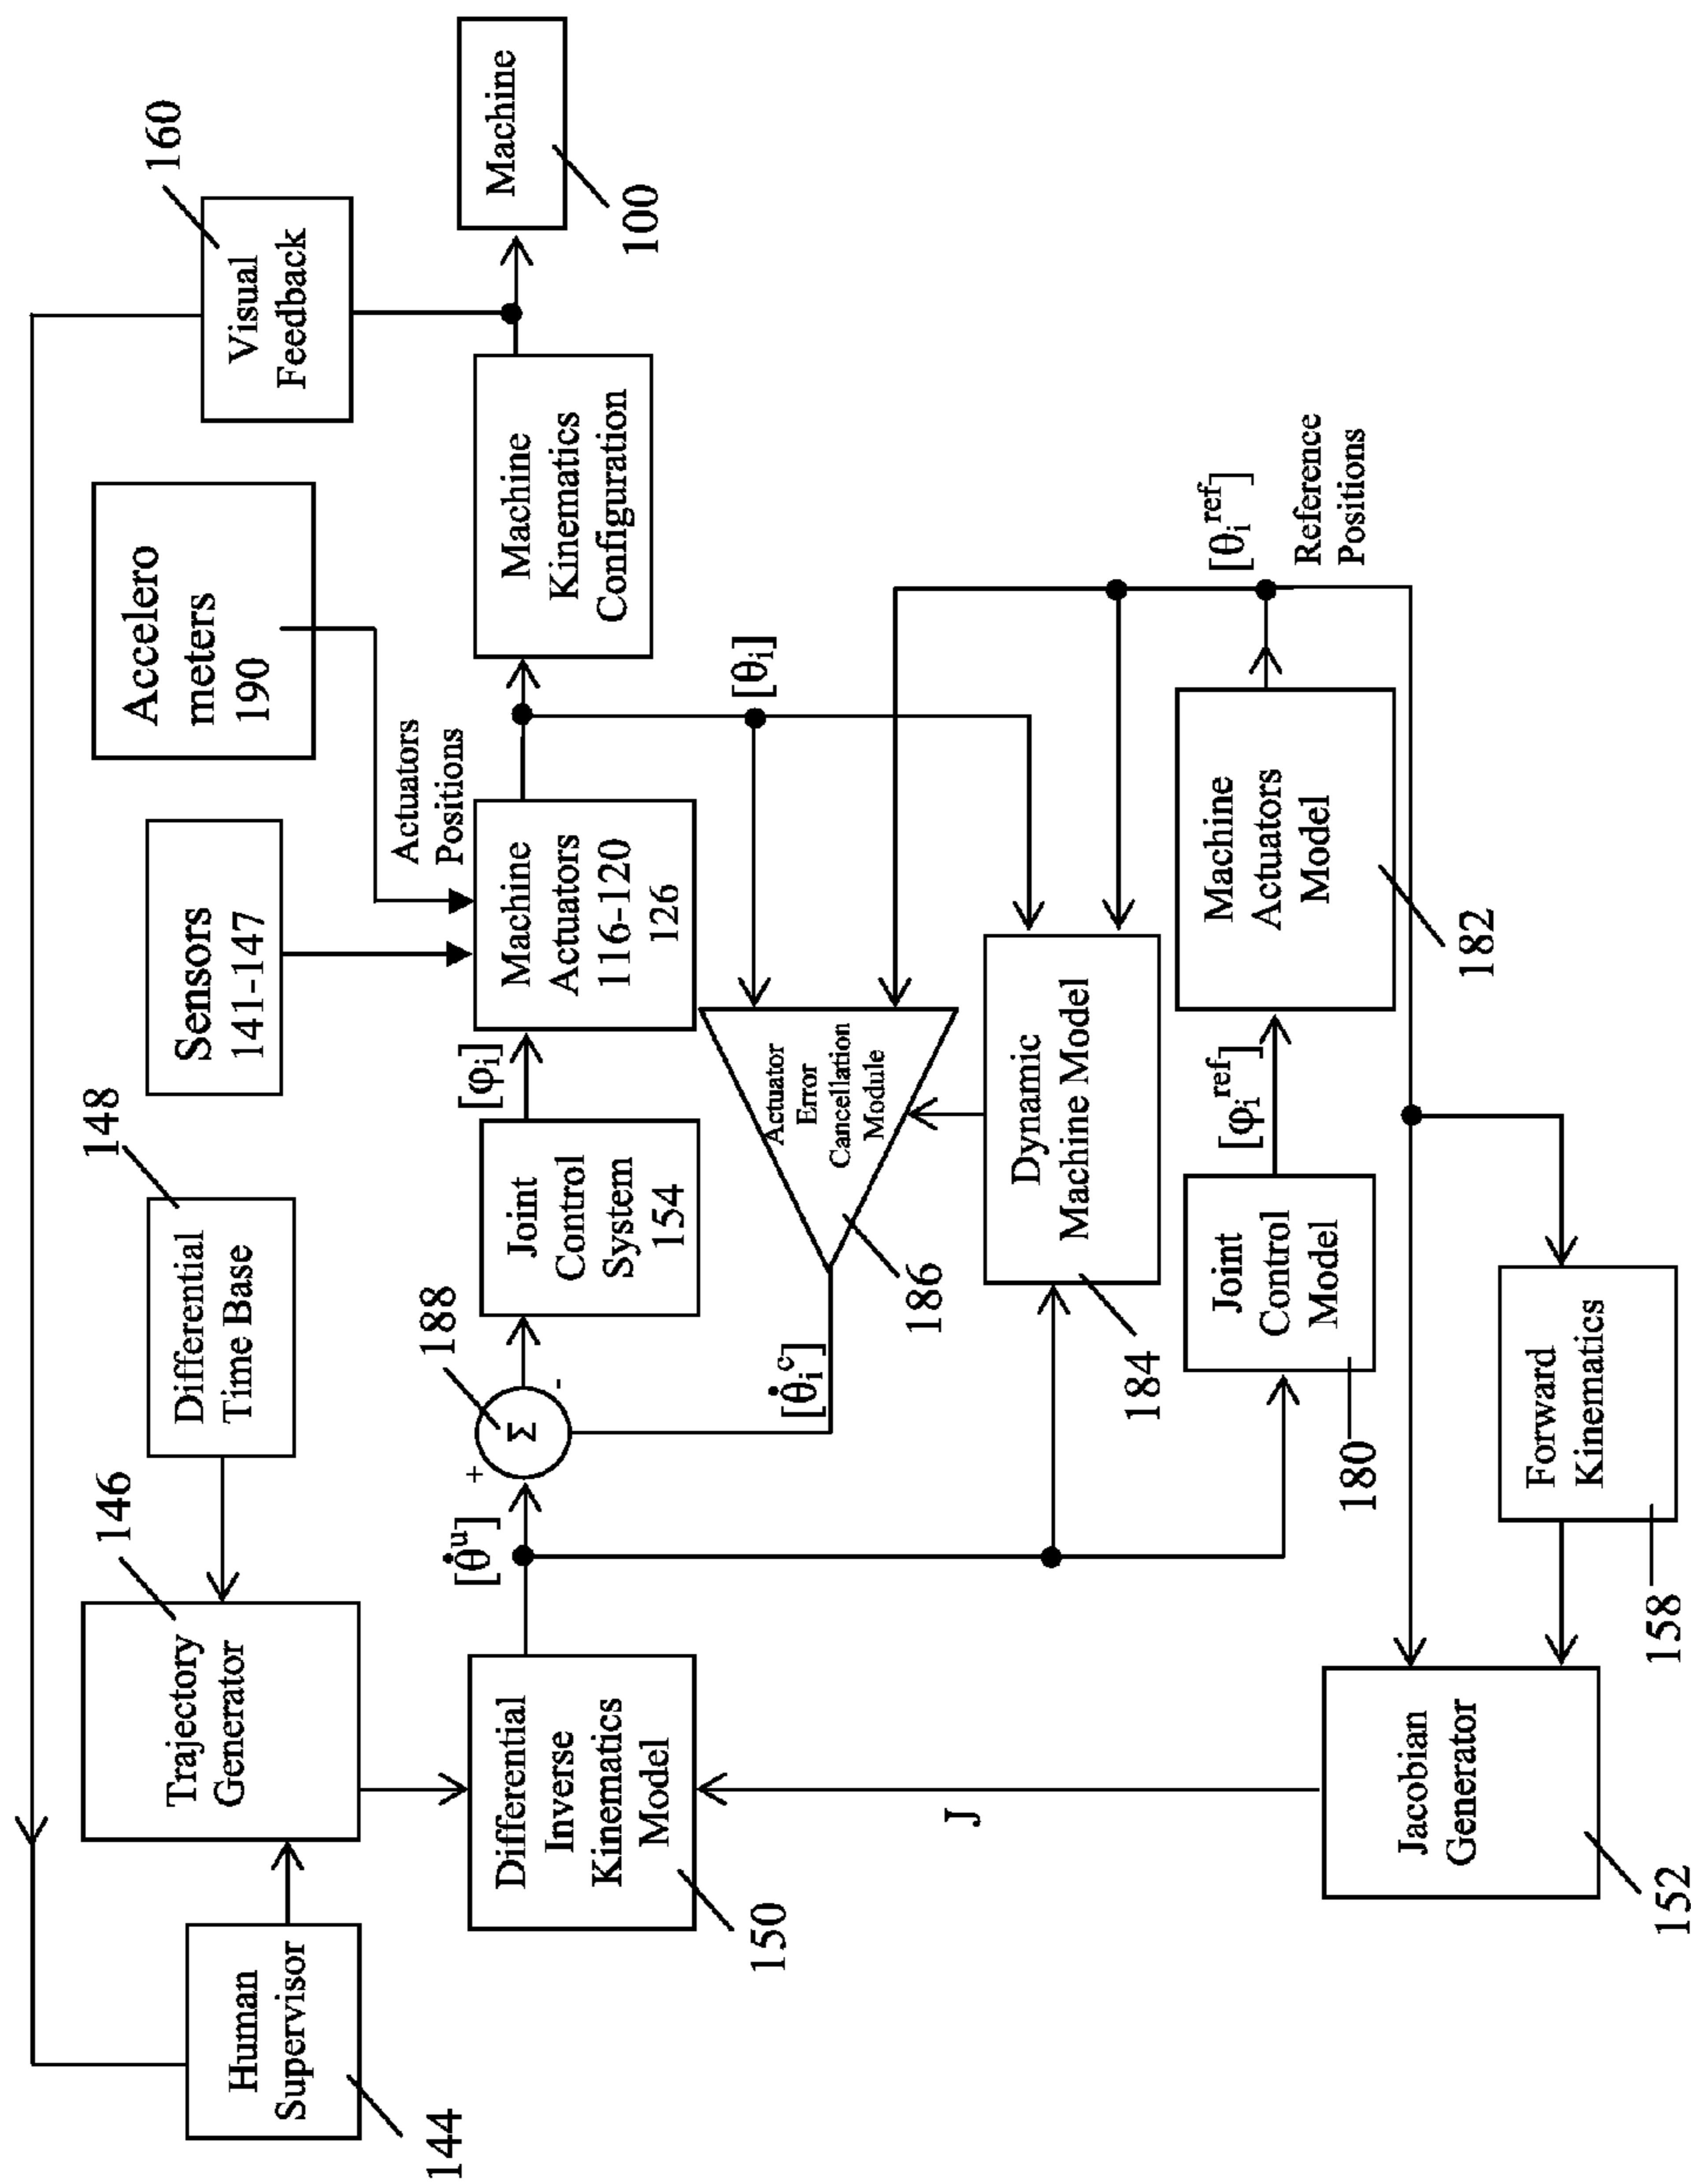 Human
Supervisor
144
Trajectory
Generator
146
Differential
Time Base
148
Sensors
141-147
Accelero
meters
190
Visual
Feedback
160
Differential
Inverse
Kinematics
Model
150
[θ̇ᵘ]
+
Σ
-
188
Joint
Control
System
154
[φᵢ]
Machine
Actuators
116-120
126
Actuators
Positions
Machine
Kinematics
Configuration
Machine
100
[θ̇ᵢᶜ]
Actuator
Error
Cancellation
Module
186
[θᵢ]
J
Dynamic
Machine Model
184
Joint
Control
Model
180
[φᵢʳᵉᶠ]
Machine
Actuators
Model
182
[θᵢʳᵉᶠ]
Reference
Positions
Jacobian
Generator
152
Forward
Kinematics
158